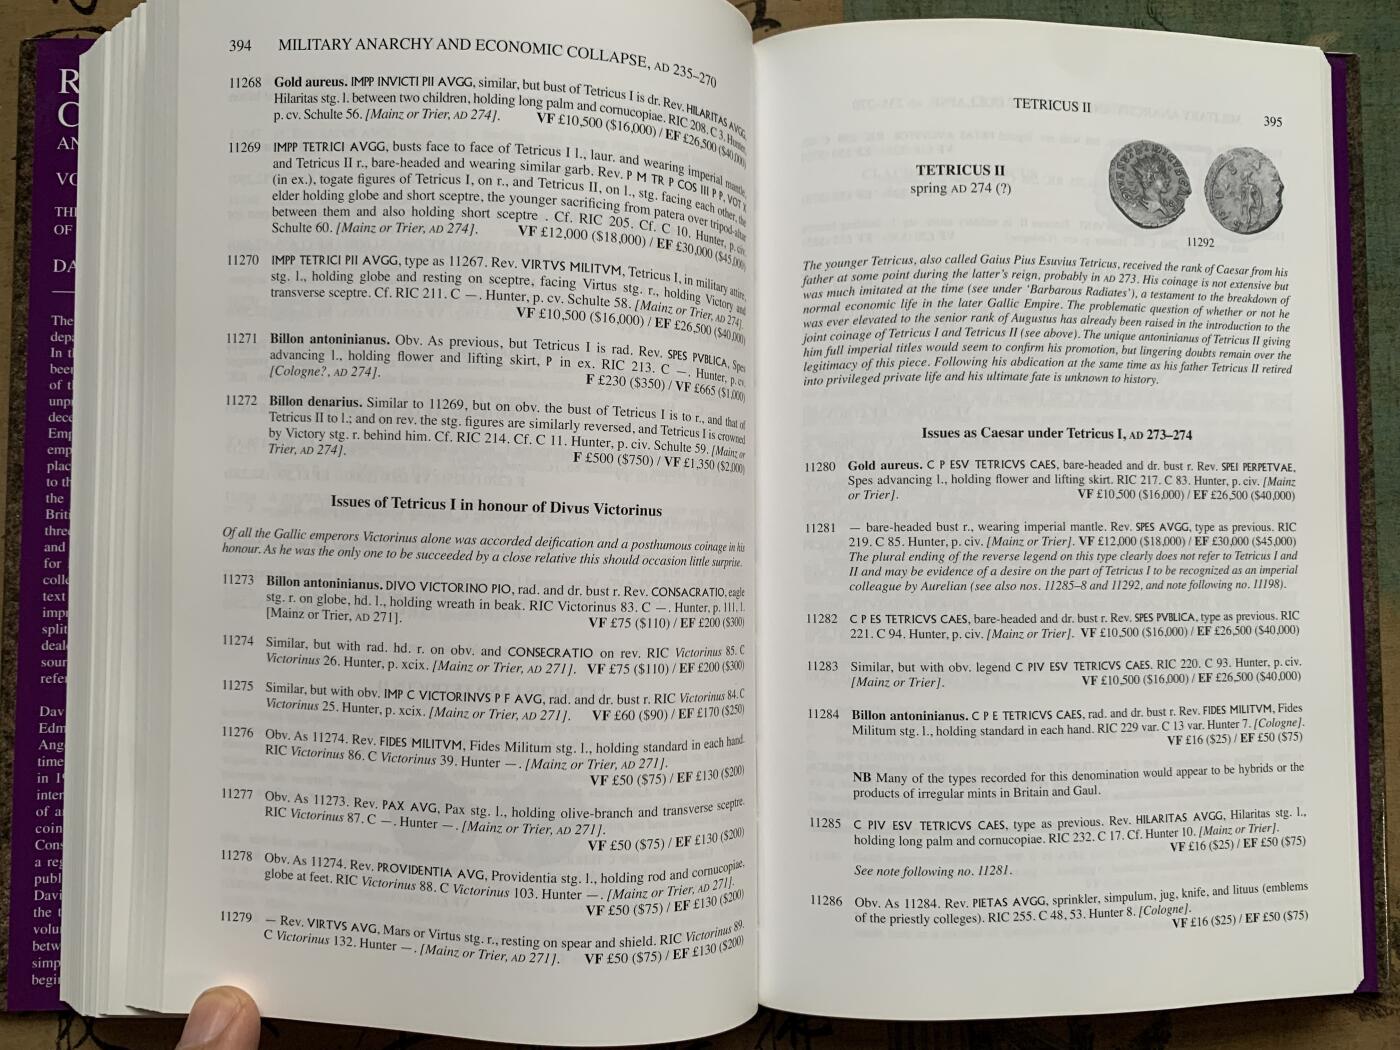 R
C
AN
VO
TH
OF
DA
The
depa
In t
been
of t
unp
dece
Emp
emp
plac
to th
the
Briti
three
and
for
colle
text
imp
split
deal
sour
refe
Dav
Edm
Ang
time
in 1
inter
of a
coin
Cons
a re
publ
Davi
the t
volu
betw
simp
begi
394 MILITARY ANARCHY AND ECONOMIC COLLAPSE, AD 235–270
11268 Gold aureus. IMPP INVICTI PII AVGG, similar, but bust of Tetricus I is dr. Rev. HILARITAS AVGG,
Hilaritas stg. l. between two children, holding long palm and cornucopiae. RIC 208. C 3. Hunter,
p. cv. Schulte 56. [Mainz or Trier, AD 274]. VF £10,500 ($16,000) / EF £26,500 ($40,000)
11269 IMPP TETRICI AVGG, busts face to face of Tetricus I l., laur. and wearing imperial mantle,
and Tetricus II r., bare-headed and wearing similar garb. Rev. P M TR P COS III P P, VOT X
(in ex.), togate figures of Tetricus I, on r., and Tetricus II, on l., stg. facing each other, the
elder holding globe and short sceptre, the younger sacrificing from patera over tripod-altar
between them and also holding short sceptre . Cf. RIC 205. Cf. C 10. Hunter, p. civ.
Schulte 60. [Mainz or Trier, AD 274]. VF £12,000 ($18,000) / EF £30,000 ($45,000)
11270 IMPP TETRICI PII AVGG, type as 11267. Rev. VIRTVS MILITVM, Tetricus I, in military attire,
stg. l., holding globe and resting on sceptre, facing Virtus stg. r., holding Victory and
transverse sceptre. Cf. RIC 211. C —. Hunter, p. cv. Schulte 58. [Mainz or Trier, AD 274].
VF £10,500 ($16,000) / EF £26,500 ($40,000)
11271 Billon antoninianus. Obv. As previous, but Tetricus I is rad. Rev. SPES PVBLICA, Spes
advancing l., holding flower and lifting skirt, P in ex. RIC 213. C —. Hunter, p. cv.
[Cologne?, AD 274]. F £230 ($350) / VF £665 ($1,000)
11272 Billon denarius. Similar to 11269, but on obv. the bust of Tetricus I is to r., and that of
Tetricus II to l.; and on rev. the stg. figures are similarly reversed, and Tetricus I is crowned
by Victory stg. r. behind him. Cf. RIC 214. Cf. C 11. Hunter, p. civ. Schulte 59. [Mainz or
Trier, AD 274]. F £500 ($750) / VF £1,350 ($2,000)
Issues of Tetricus I in honour of Divus Victorinus
Of all the Gallic emperors Victorinus alone was accorded deification and a posthumous coinage in his
honour. As he was the only one to be succeeded by a close relative this should occasion little surprise.
11273 Billon antoninianus. DIVO VICTORINO PIO, rad. and dr. bust r. Rev. CONSACRATIO, eagle
stg. r. on globe, hd. l., holding wreath in beak. RIC Victorinus 83. C —. Hunter, p. 111, l.
[Mainz or Trier, AD 271]. VF £75 ($110) / EF £200 ($300)
11274 Similar, but with rad. hd. r. on obv. and CONSECRATIO on rev. RIC Victorinus 85. C
Victorinus 26. Hunter, p. xcix. [Mainz or Trier, AD 271]. VF £75 ($110) / EF £200 ($300)
11275 Similar, but with obv. IMP C VICTORINVS P F AVG, rad. and dr. bust r. RIC Victorinus 84. C
Victorinus 25. Hunter, p. xcix. [Mainz or Trier, AD 271]. VF £60 ($90) / EF £170 ($250)
11276 Obv. As 11274. Rev. FIDES MILITVM, Fides Militum stg. l., holding standard in each hand.
RIC Victorinus 86. C Victorinus 39. Hunter —. [Mainz or Trier, AD 271].
VF £50 ($75) / EF £130 ($200)
11277 Obv. As 11273. Rev. PAX AVG, Pax stg. l., holding olive-branch and transverse sceptre.
RIC Victorinus 87. C —. Hunter —. [Mainz or Trier, AD 271].
VF £50 ($75) / EF £130 ($200)
11278 Obv. As 11274. Rev. PROVIDENTIA AVG, Providentia stg. l., holding rod and cornucopiae,
globe at feet. RIC Victorinus 88. C Victorinus 103. Hunter —. [Mainz or Trier, AD 271].
VF £50 ($75) / EF £130 ($200)
11279 — Rev. VIRTVS AVG, Mars or Virtus stg. r., resting on spear and shield. RIC Victorinus 89.
C Victorinus 132. Hunter —. [Mainz or Trier, AD 271]. VF £50 ($75) / EF £130 ($200)
TETRICUS II 395
TETRICUS II
spring AD 274 (?)
11292
The younger Tetricus, also called Gaius Pius Esuvius Tetricus, received the rank of Caesar from his
father at some point during the latter's reign, probably in AD 273. His coinage is not extensive but
was much imitated at the time (see under 'Barbarous Radiates'), a testament to the breakdown of
normal economic life in the later Gallic Empire. The problematic question of whether or not he
was ever elevated to the senior rank of Augustus has already been raised in the introduction to the
joint coinage of Tetricus I and Tetricus II (see above). The unique antoninianus of Tetricus II giving
him full imperial titles would seem to confirm his promotion, but lingering doubts remain over the
legitimacy of this piece. Following his abdication at the same time as his father Tetricus II retired
into privileged private life and his ultimate fate is unknown to history.
Issues as Caesar under Tetricus I, AD 273–274
11280 Gold aureus. C P ESV TETRICVS CAES, bare-headed and dr. bust r. Rev. SPEI PERPETVAE,
Spes advancing l., holding flower and lifting skirt. RIC 217. C 83. Hunter, p. civ. [Mainz
or Trier]. VF £10,500 ($16,000) / EF £26,500 ($40,000)
11281 — bare-headed bust r., wearing imperial mantle. Rev. SPES AVGG, type as previous. RIC
219. C 85. Hunter, p. civ. [Mainz or Trier]. VF £12,000 ($18,000) / EF £30,000 ($45,000)
The plural ending of the reverse legend on this type clearly does not refer to Tetricus I and
II and may be evidence of a desire on the part of Tetricus I to be recognized as an imperial
colleague by Aurelian (see also nos. 11285–8 and 11292, and note following no. 11198).
11282 C P ES TETRICVS CAES, bare-headed and dr. bust r. Rev. SPES PVBLICA, type as previous. RIC
221. C 94. Hunter, p. civ. [Mainz or Trier]. VF £10,500 ($16,000) / EF £26,500 ($40,000)
11283 Similar, but with obv. legend C PIV ESV TETRICVS CAES. RIC 220. C 93. Hunter, p. civ.
[Mainz or Trier]. VF £10,500 ($16,000) / EF £26,500 ($40,000)
11284 Billon antoninianus. C P E TETRICVS CAES, rad. and dr. bust r. Rev. FIDES MILITVM, Fides
Militum stg. l., holding standard in each hand. RIC 229 var. C 13 var. Hunter 7. [Cologne].
VF £16 ($25) / EF £50 ($75)
NB Many of the types recorded for this denomination would appear to be hybrids or the
products of irregular mints in Britain and Gaul.
11285 C PIV ESV TETRICVS CAES, type as previous. Rev. HILARITAS AVGG, Hilaritas stg. l.,
holding long palm and cornucopiae. RIC 232. C 17. Cf. Hunter 10. [Mainz or Trier].
VF £16 ($25) / EF £50 ($75)
See note following no. 11281.
11286 Obv. As 11284. Rev. PIETAS AVGG, sprinkler, simpulum, jug, knife, and lituus (emblems
of the priestly colleges). RIC 255. C 48, 53. Hunter 8. [Cologne].
VF £16 ($25) / EF £50 ($75)